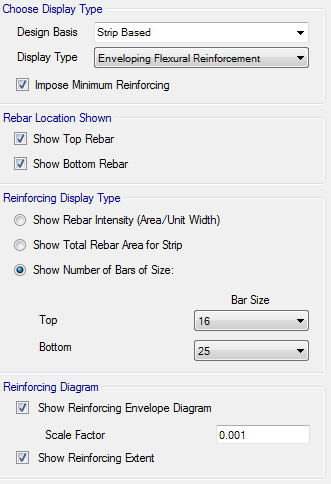 Choose Display Type
Design Basis Strip Based
Display Type Enveloping Flexural Reinforcement
Impose Minimum Reinforcing
Rebar Location Shown
Show Top Rebar
Show Bottom Rebar
Reinforcing Display Type
Show Rebar Intensity (Area/Unit Width)
Show Total Rebar Area for Strip
Show Number of Bars of Size:
Bar Size
Top 16
Bottom 25
Reinforcing Diagram
Show Reinforcing Envelope Diagram
Scale Factor 0.001
Show Reinforcing Extent